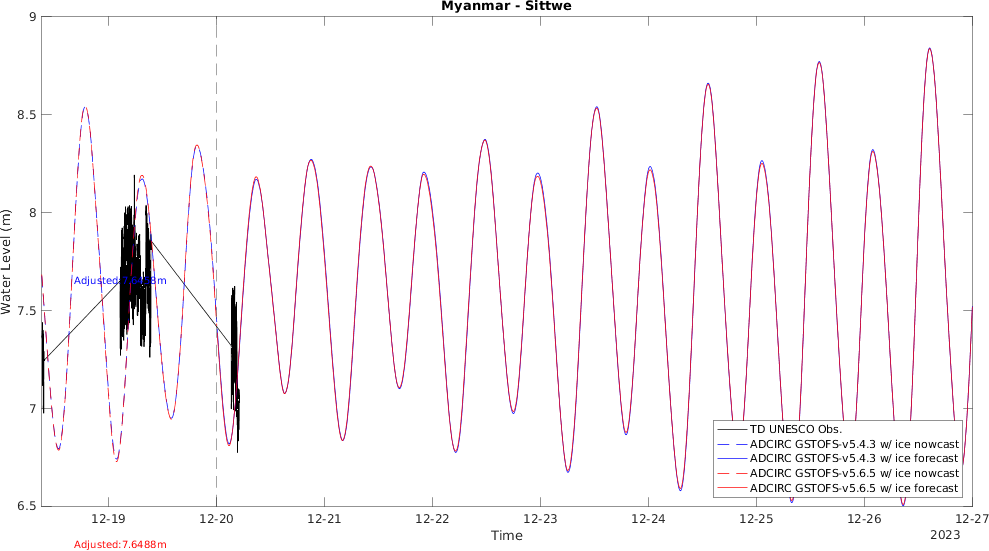 Myanmar - Sittwe
9
8.5
8
7.5
7
6.5
Water Level (m)
Adjusted:7.6488m
12-19
12-20
12-21
12-22
12-23
12-24
12-25
12-26
12-27
Time
2023
TD UNESCO Obs.
ADCIRC GSTOFS-v5.4.3 w/ ice nowcast
ADCIRC GSTOFS-v5.4.3 w/ ice forecast
ADCIRC GSTOFS-v5.6.5 w/ ice nowcast
ADCIRC GSTOFS-v5.6.5 w/ ice forecast